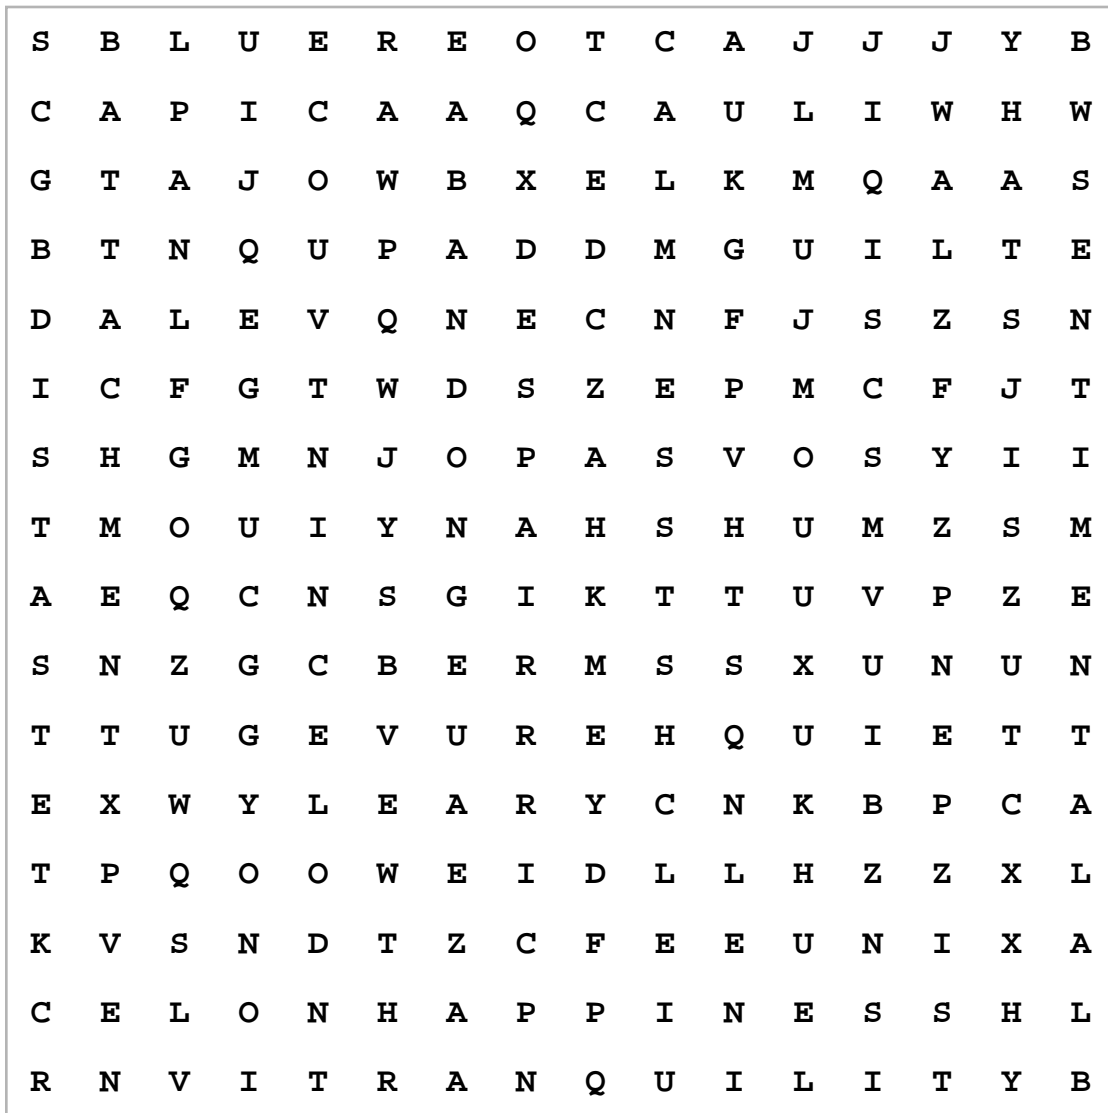 S B L U E R E O T C A J J J Y B
C A P I C A A Q C A U L I W H W
G T A J O W B X E L K M Q A A S
B T N Q U P A D D M G U I L T E
D A L E V Q N E C N F J S Z S N
I C F G T W D S Z E P M C F J T
S H G M N J O P A S V O S Y I I
T M O U I Y N A H S H U M Z S M
A E Q C N S G I K T T U V P Z E
S N Z G C B E R M S S X U N U N
T T U G E V U R E H Q U I E T T
E X W Y L E A R Y C N K B P C A
T P Q O O W E I D L L H Z Z X L
K V S N D T Z C F E E U N I X A
C E L O N H A P P I N E S S H L
R N V I T R A N Q U I L I T Y B